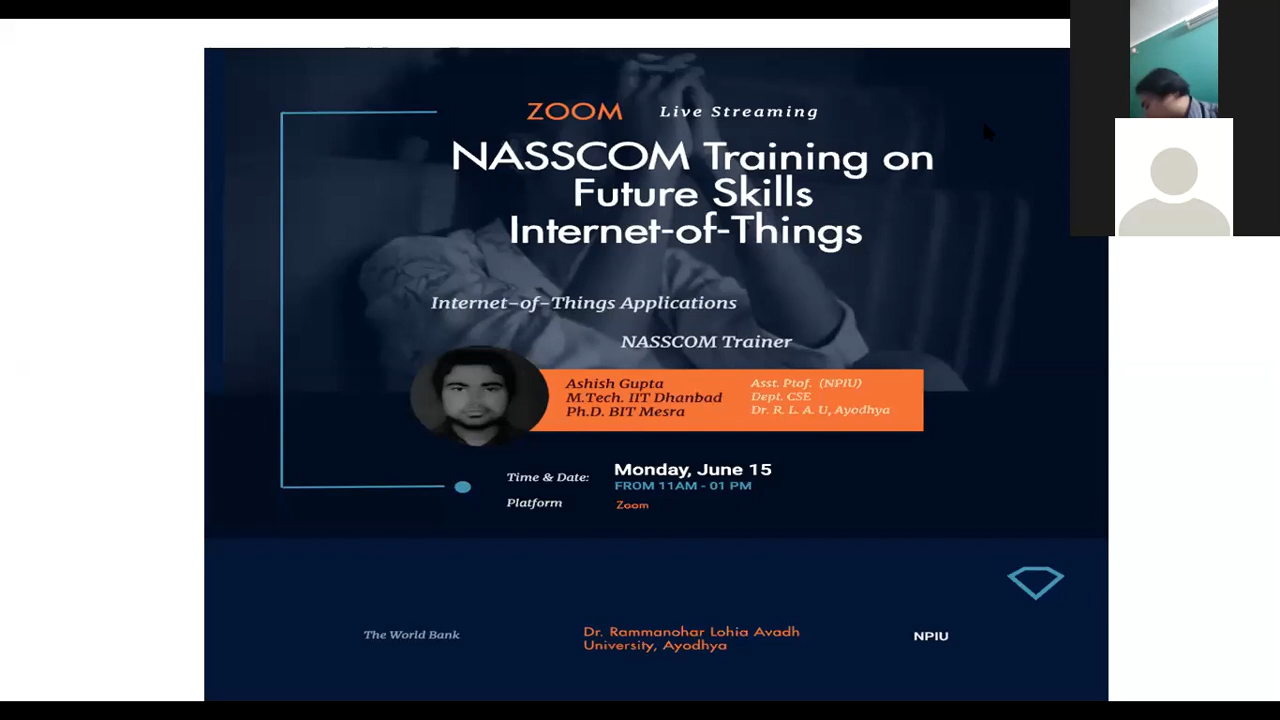 ZOOM Live Streaming
NASSCOM Training on
Future Skills
Internet-of-Things
Internet-of-Things Applications
NASSCOM Trainer
Ashish Gupta
M.Tech. IIT Dhanbad
Ph.D. BIT Mesra
Asst. Ptof. (NPIU)
Dept. CSE
Dr. R. L. A. U, Ayodhya
Time & Date: Monday, June 15
FROM 11AM - 01 PM
Platform Zoom
The World Bank
Dr. Rammanohar Lohia Avadh
University, Ayodhya
NPIU